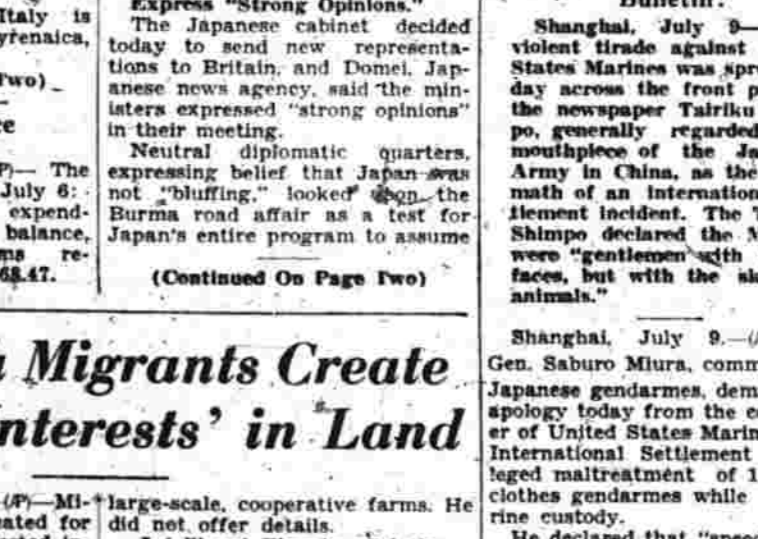 Italy is
yrenaica,
Two)
The
July 6:
expend-
balance,
re-
68.47.
Express "Strong Opinions."
The Japanese cabinet decided
today to send new representa-
tions to Britain, and Domei, Jap-
anese news agency, said the min-
isters expressed "strong opinions"
in their meeting.
Neutral diplomatic quarters,
expressing belief that Japan was
not "bluffing," looked upon the
Burma road affair as a test for
Japan's entire program to assume
(Continued On Page Two)
Migrants Create
nterests' in Land
(AP)—Mi-
ated for
large-scale, cooperative farms. He
did not offer details.
Bulletin:
Shanghai, July 9—
violent tirade against
States Marines was spr
day across the front p
the newspaper Tairiku
po, generally regarded
mouthpiece of the Ja
Army in China, as the
math of an internation
tlement incident. The T
Shimpo declared the M
were "gentlemen with
faces, but with the sk
animals."
Shanghai, July 9.—(A
Gen. Saburo Miura, comm
Japanese gendarmes, dem
apology today from the c
er of United States Marin
International Settlement
leged maltreatment of 1
clothes gendarmes while
rine custody.
He declared that "speed